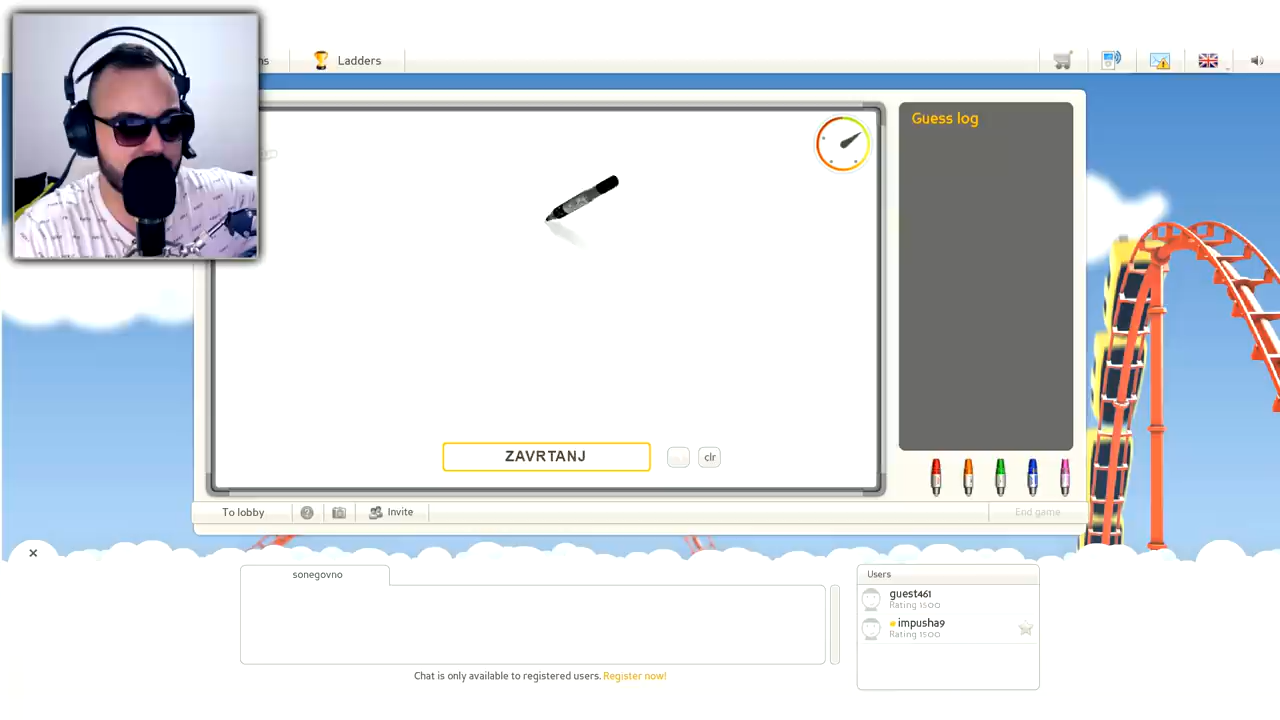 ns
Ladders
Guess log
ZAVRTANJ
clr
To lobby
Invite
End game
sonegovno
Chat is only available to registered users. Register now!
Users
guest461
Rating 1500
impusha9
Rating 1500